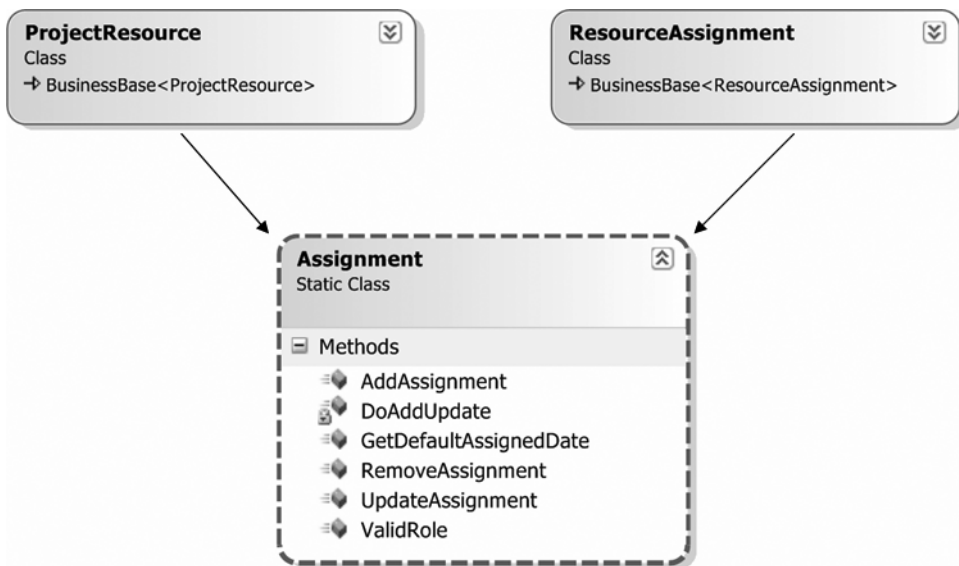 ProjectResource
Class
BusinessBase<ProjectResource>
ResourceAssignment
Class
BusinessBase<ResourceAssignment>
Assignment
Static Class
Methods
AddAssignment
DoAddUpdate
GetDefaultAssignedDate
RemoveAssignment
UpdateAssignment
ValidRole